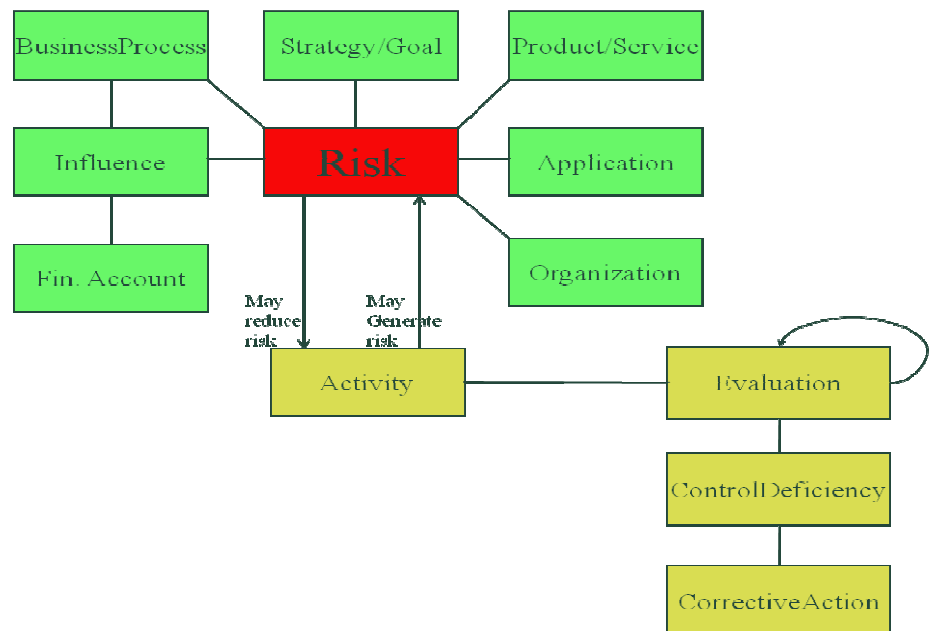 BusinessProcess
Strategy/Goal
Product/Service
Influence
Risk
Application
Fin. Account
Organization
May
reduce
risk
May
Generate
risk
Activity
Evaluation
ControlDeficiency
CorrectiveAction